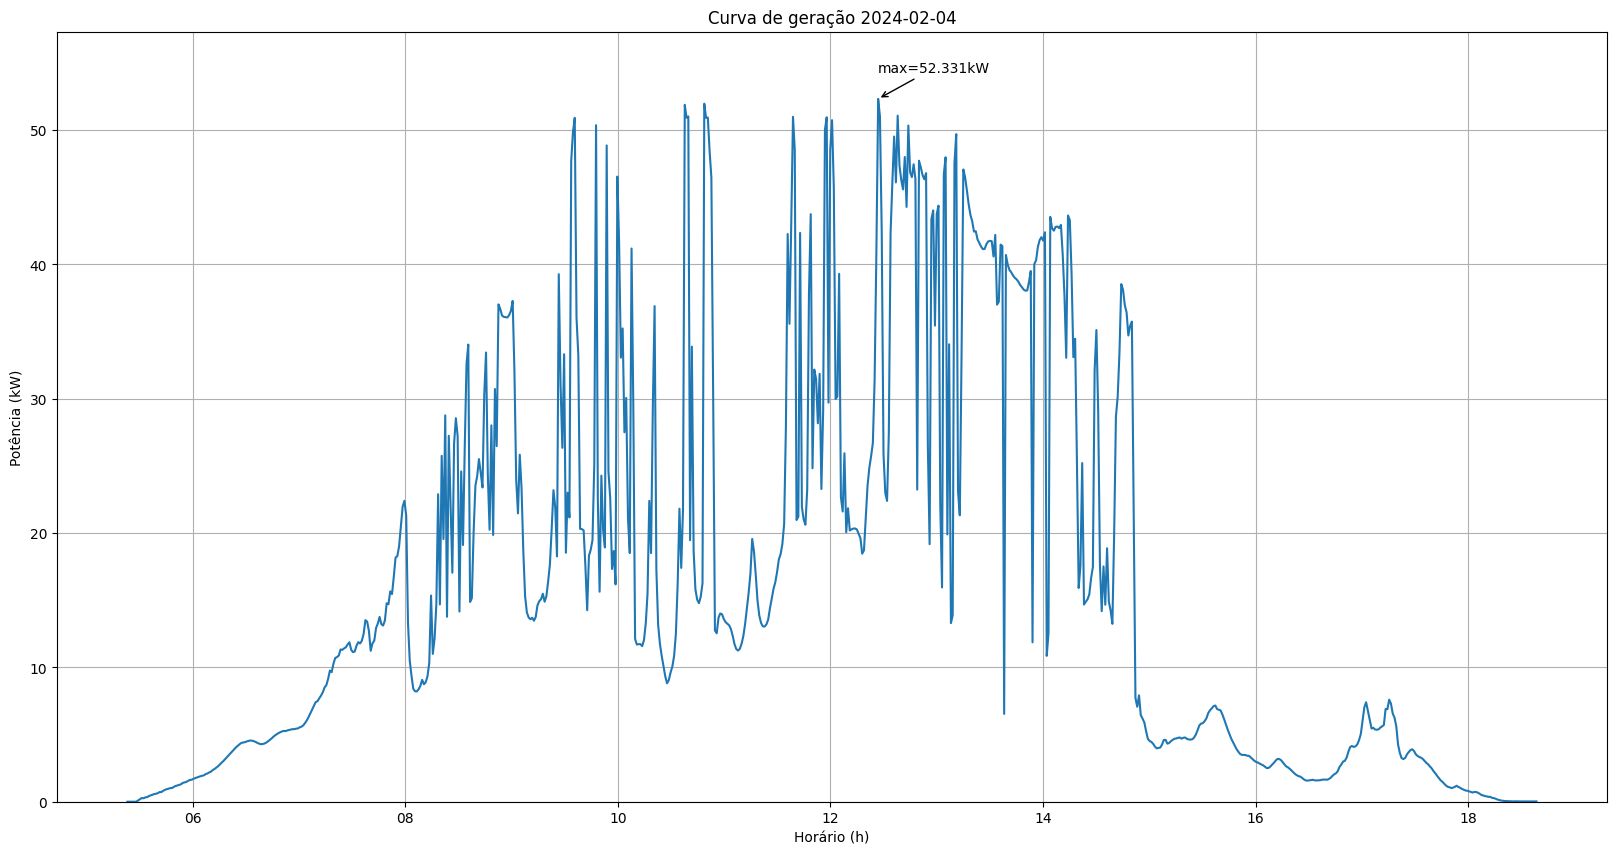 Curva de geração 2024-02-04
max=52.331kW
Potência (kW)
50
40
30
20
10
0
06 08 10 12 14 16 18
Horário (h)